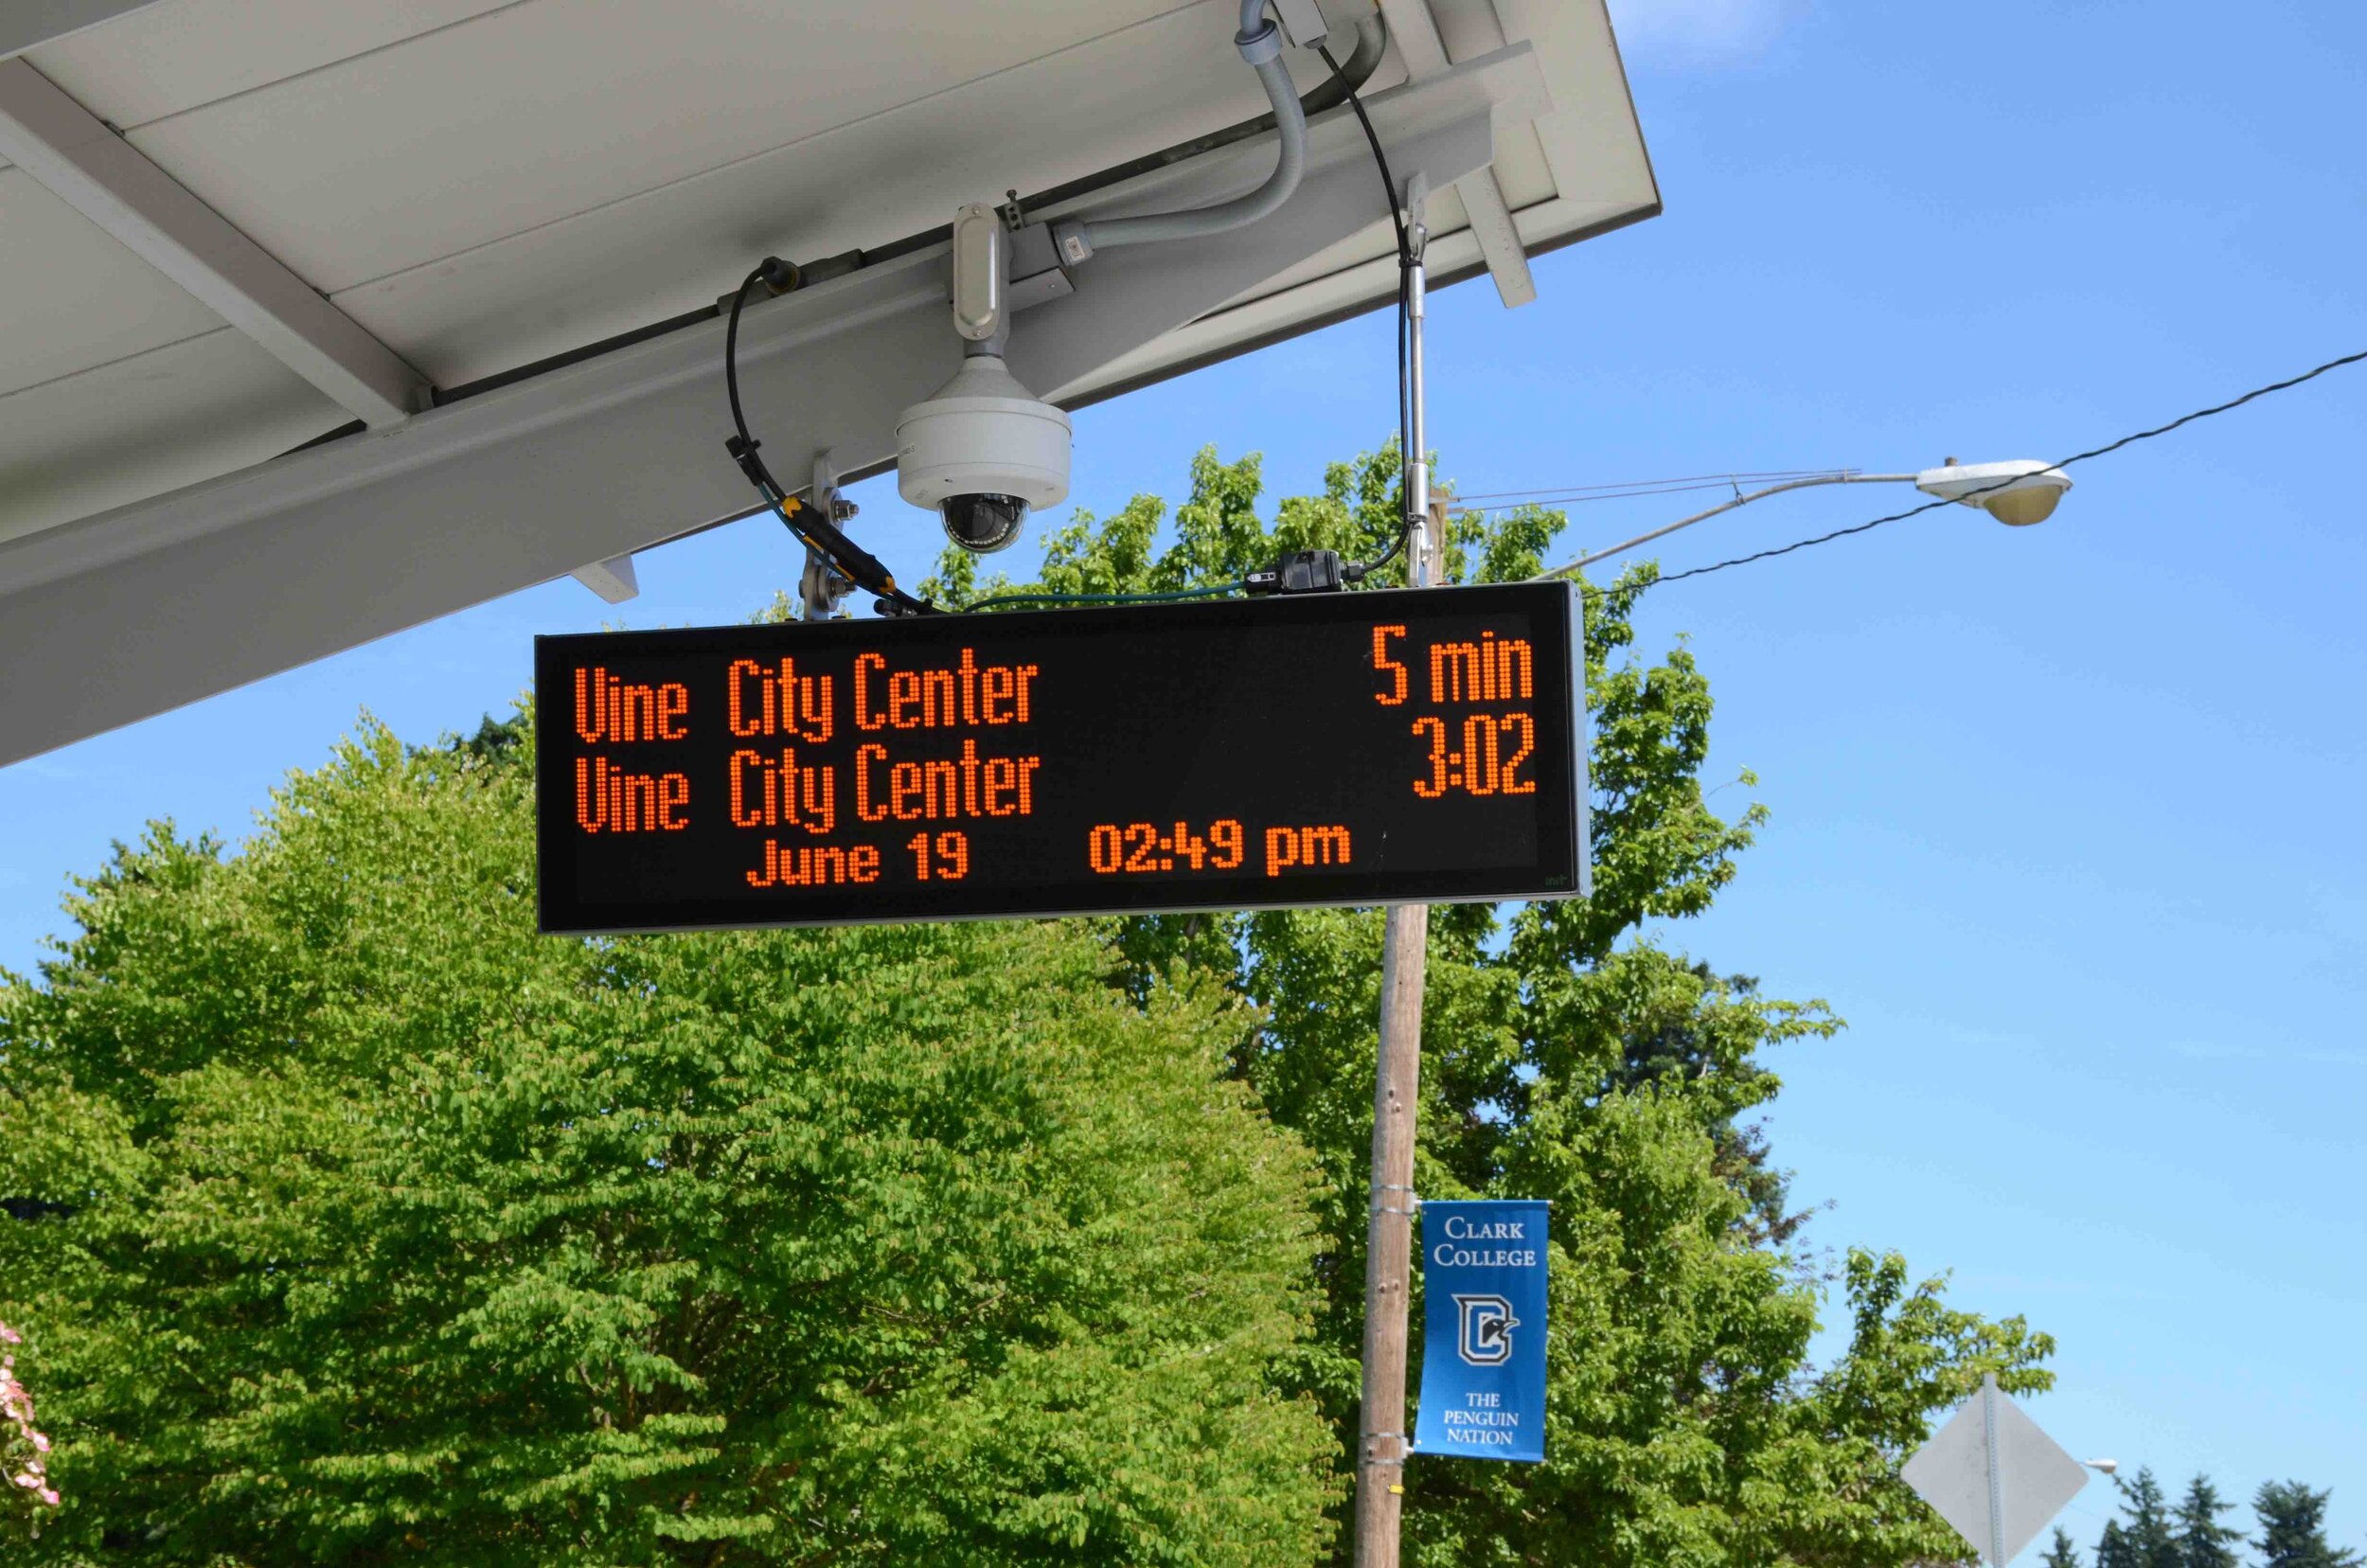 Vine City Center 5 min
Vine City Center 3:02
June 19 02:49 pm
init
CLARK
COLLEGE
THE
PENGUIN
NATION